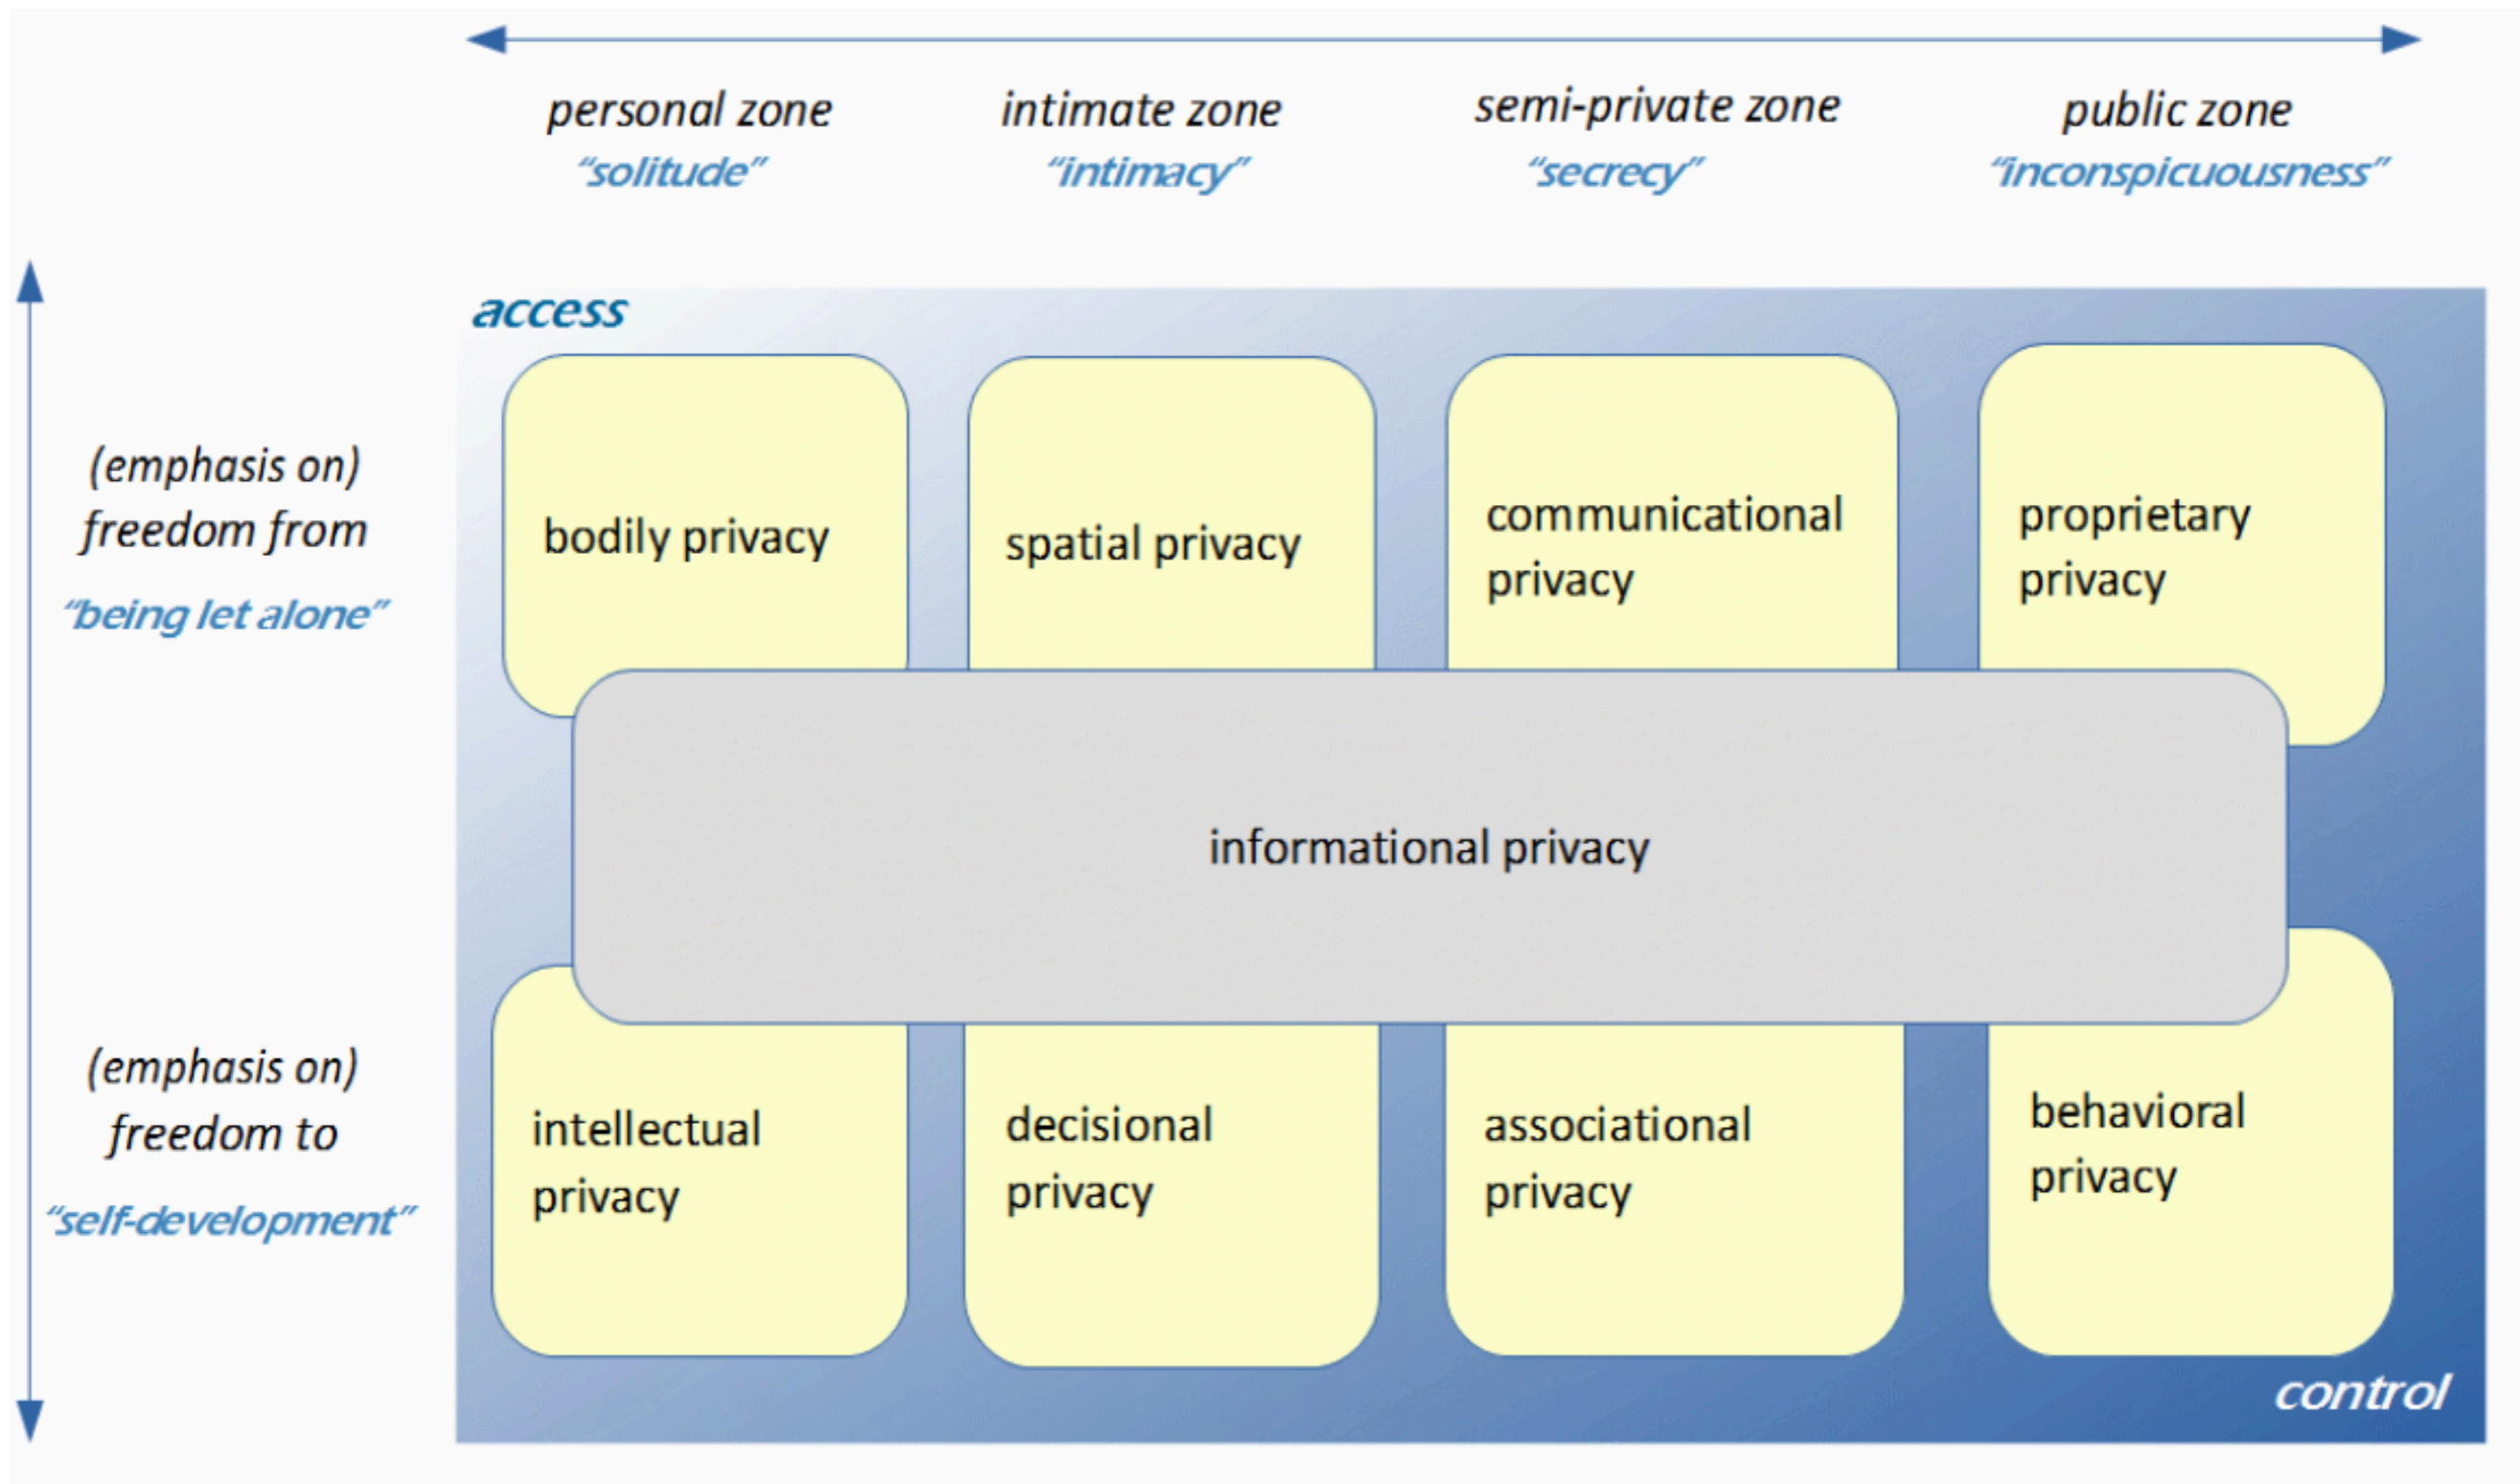 personal zone
intimate zone
semi-private zone
public zone
“solitude”
“intimacy”
“secrecy”
“inconspicuousness”
access
(emphasis on)
freedom from
“being let alone”
bodily privacy
spatial privacy
communicational
privacy
proprietary
privacy
informational privacy
(emphasis on)
freedom to
“self-development”
intellectual
privacy
decisional
privacy
associational
privacy
behavioral
privacy
control